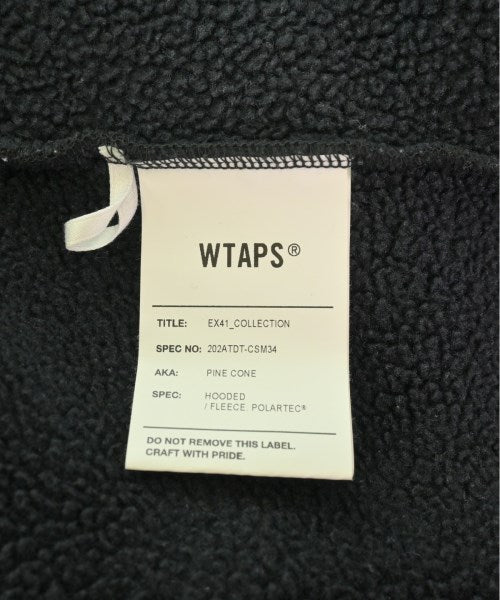 WTAPS®
TITLE: EX41_COLLECTION
SPEC NO: 202ATDT-CSM34
AKA: PINE CONE
SPEC: HOODED
/ FLEECE. POLARTEC®
DO NOT REMOVE THIS LABEL.
CRAFT WITH PRIDE.